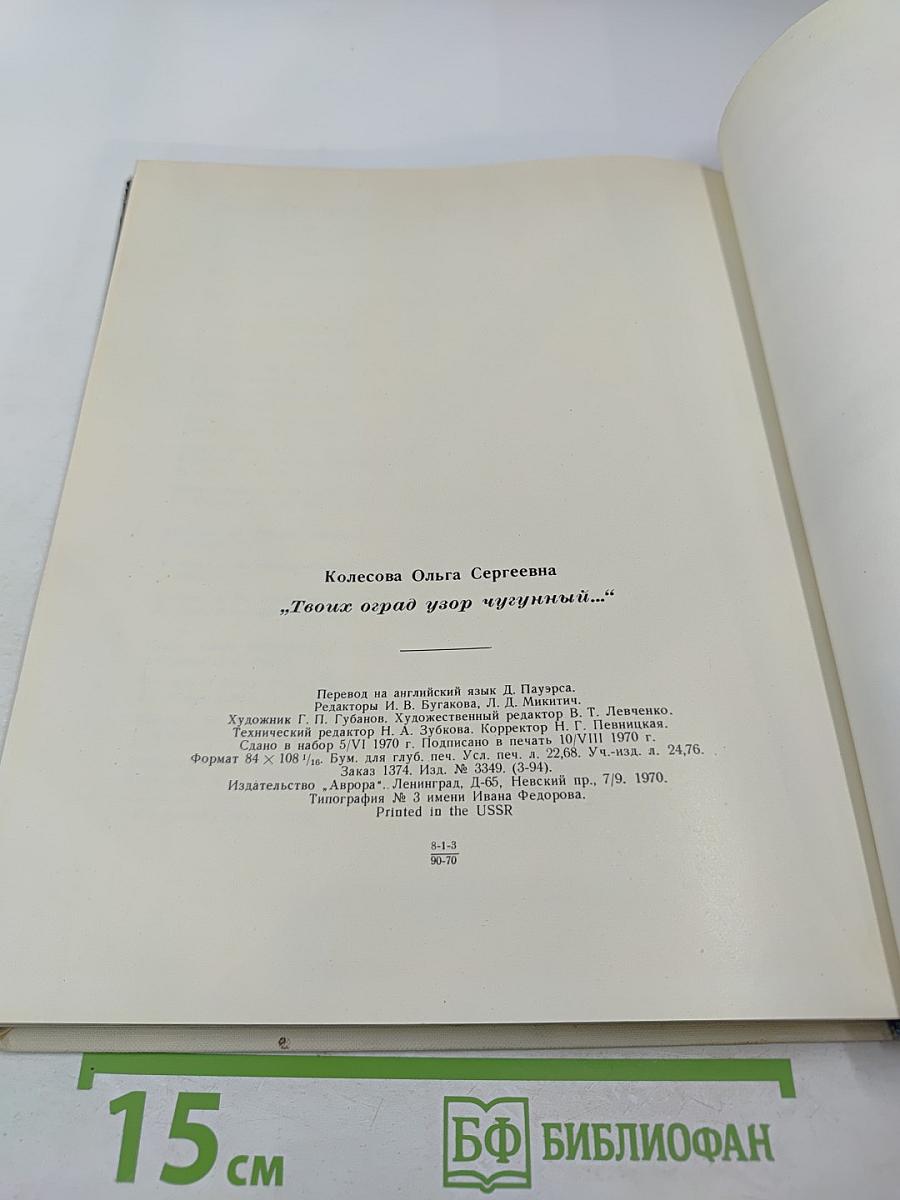 Колесова Ольга Сергеевна
„Твоих оград узор чугунный...“
Перевод на английский язык Д. Пауэрса.
Редакторы И. В. Бугакова, Л. Д. Микитич.
Художник Г. П. Губанов. Художественный редактор В. Т. Левченко.
Технический редактор Н. А. Зубкова. Корректор Н. Г. Певницкая.
Сдано в набор 5/VI 1970 г. Подписано в печать 10/VIII 1970 г.
Формат 84 × 108 1/16. Бум. для глуб. печ. Усл. печ. л. 22,68. Уч.-изд. л. 24,76.
Заказ 1374. Изд. № 3349. (3-94).
Издательство „Аврора“. Ленинград, Д-65, Невский пр., 7/9. 1970.
Типография № 3 имени Ивана Федорова.
Printed in the USSR
8-1-3
90-70
15 см
БФ БИБЛИОФАН